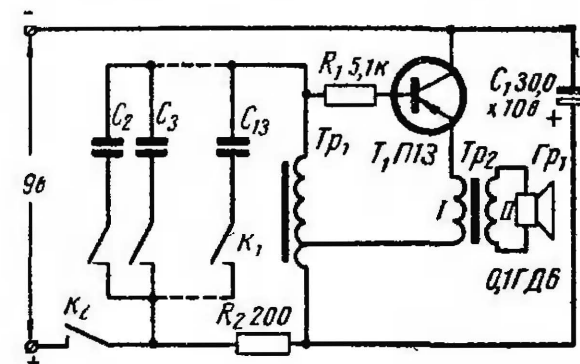 R₁ 5,1к
C₂
C₃
C₁₃
C₁ 30,0
× 10в
+
Тр₁
Т₁ П13
Тр₂
Гр₁
9в
I
II
К₁
0,1ГД6
К₂
R₂ 200
+